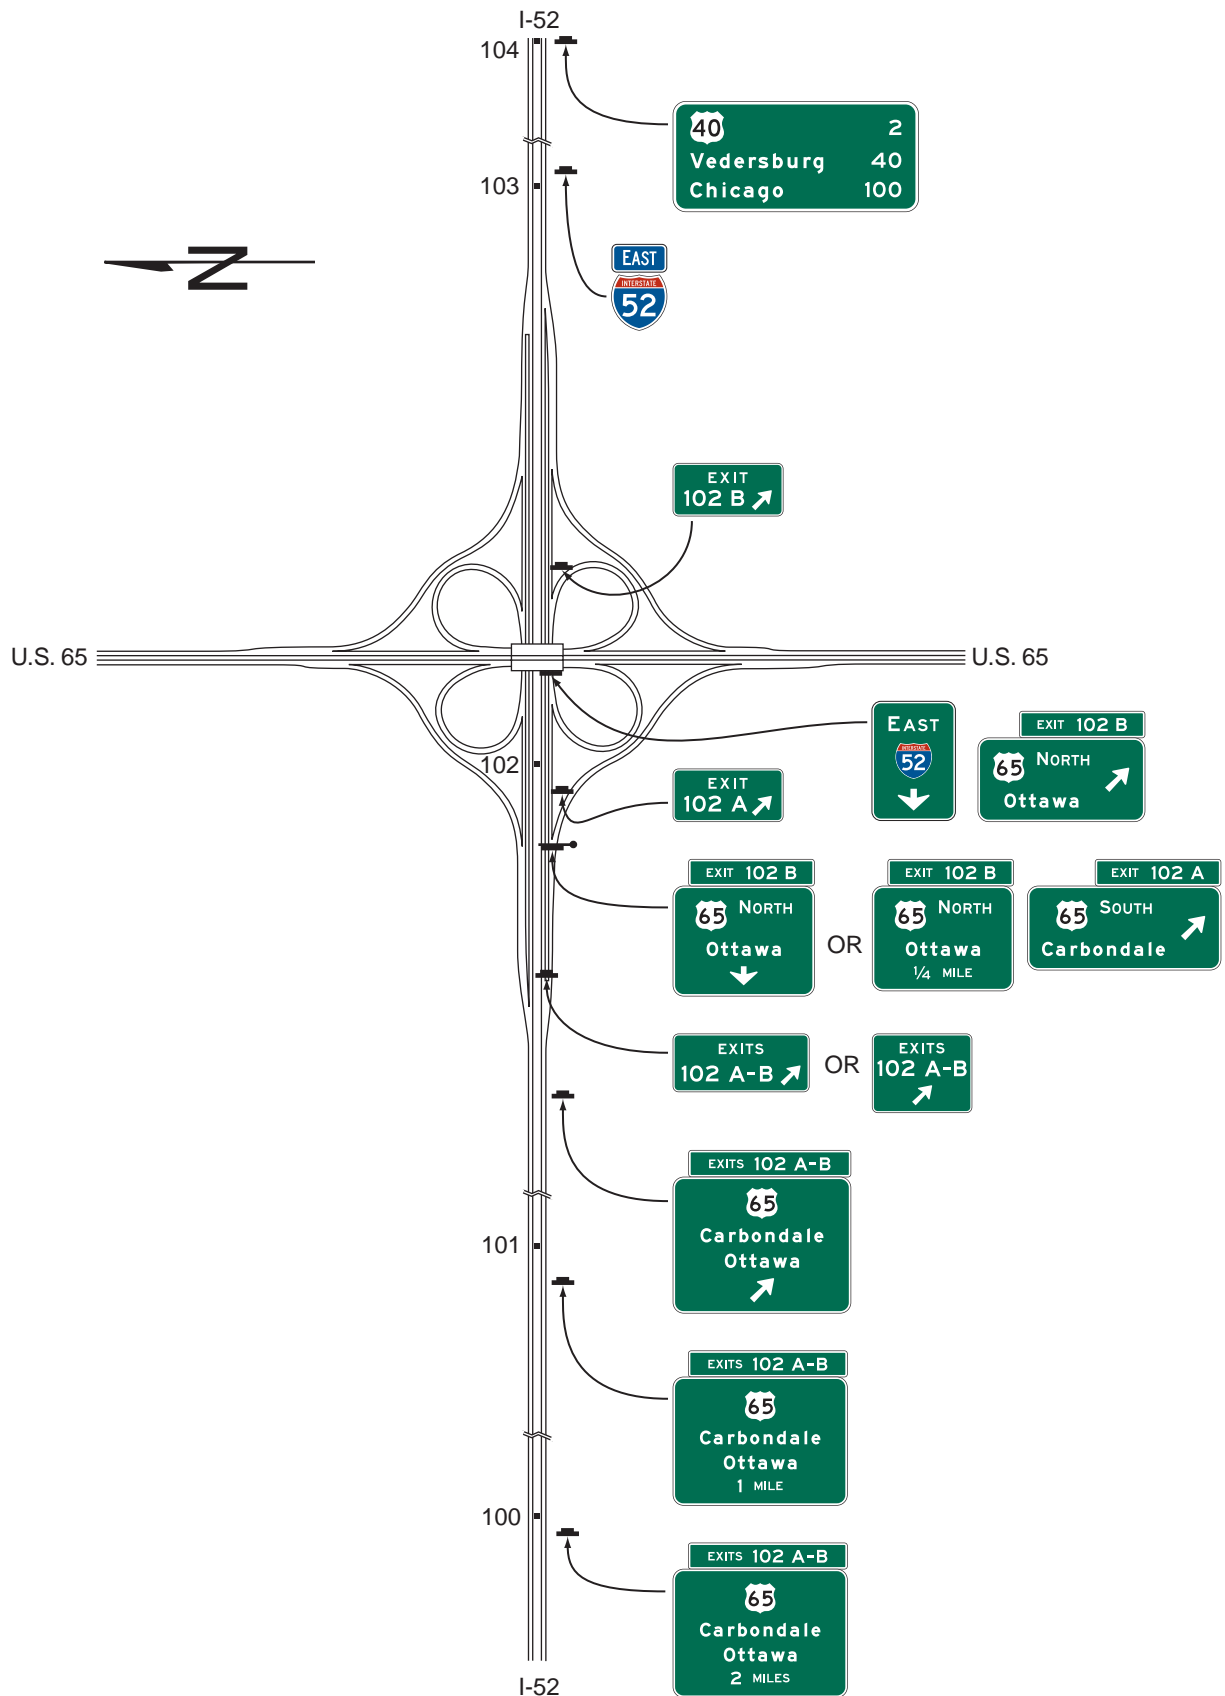 I-52
104
40 2
Vedersburg 40
Chicago 100
103
N
EAST
INTERSTATE
52
EXIT
102 B
U.S. 65
U.S. 65
EAST
INTERSTATE
52
EXIT 102 B
65 NORTH
Ottawa
102
EXIT
102 A
EXIT 102 B
65 NORTH
Ottawa
OR
EXIT 102 B
65 NORTH
Ottawa
1/4 MILE
EXIT 102 A
65 SOUTH
Carbondale
EXITS
102 A-B
OR
EXITS
102 A-B
EXITS 102 A-B
65
Carbondale
Ottawa
101
EXITS 102 A-B
65
Carbondale
Ottawa
1 MILE
100
EXITS 102 A-B
65
Carbondale
Ottawa
2 MILES
I-52